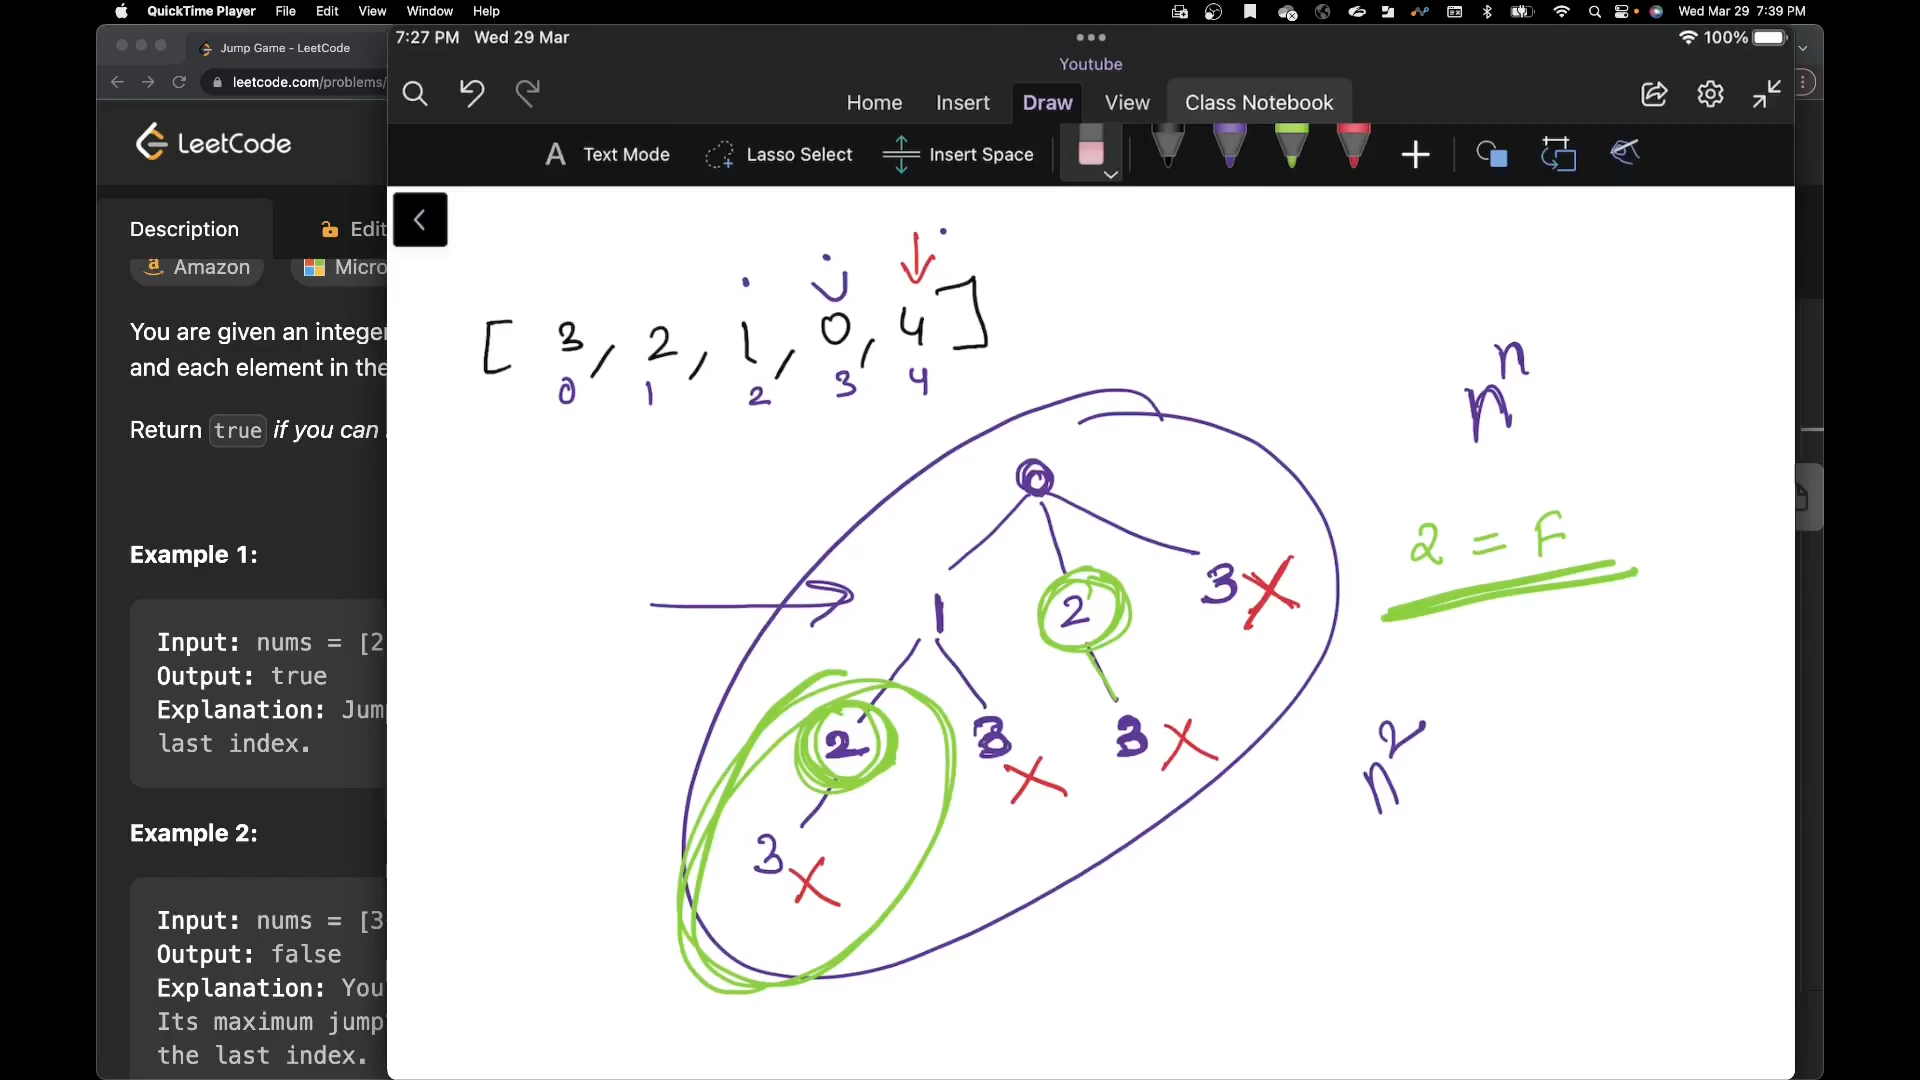 QuickTime Player File Edit View Window Help
Wed Mar 29 7:39 PM
Jump Game - LeetCode
leetcode.com/problems/
LeetCode
Description
Edit
Amazon
Micro
You are given an integer
and each element in the
Return true if you can
Example 1:
Input: nums = [2
Output: true
Explanation: Jum
last index.
Example 2:
Input: nums = [3
Output: false
Explanation: You
Its maximum jump
the last index.
7:27 PM Wed 29 Mar
100%
Youtube
Home Insert Draw View Class Notebook
A Text Mode Lasso Select Insert Space
i j
[ 3, 2, 1, 0, 4 ]
0 1 2 3 4
n^n
0
2 = F
1 2 3 X
2 3 X 3 X
n^2
3 X